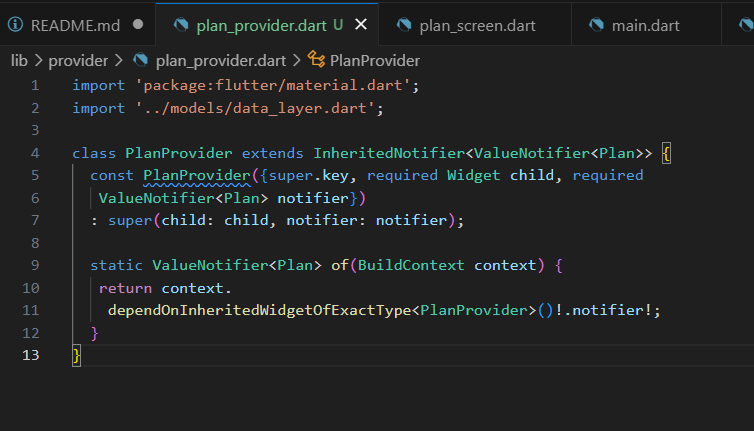 README.md
plan_provider.dart U
plan_screen.dart
main.dart
lib > provider > plan_provider.dart > PlanProvider
1 import 'package:flutter/material.dart';
2 import '../models/data_layer.dart';
3
4 class PlanProvider extends InheritedNotifier<ValueNotifier<Plan>> {
5   const PlanProvider({super.key, required Widget child, required
6    ValueNotifier<Plan> notifier})
7   : super(child: child, notifier: notifier);
8
9   static ValueNotifier<Plan> of(BuildContext context) {
10    return context.
11     dependOnInheritedWidgetOfExactType<PlanProvider>()!.notifier!;
12   }
13 }